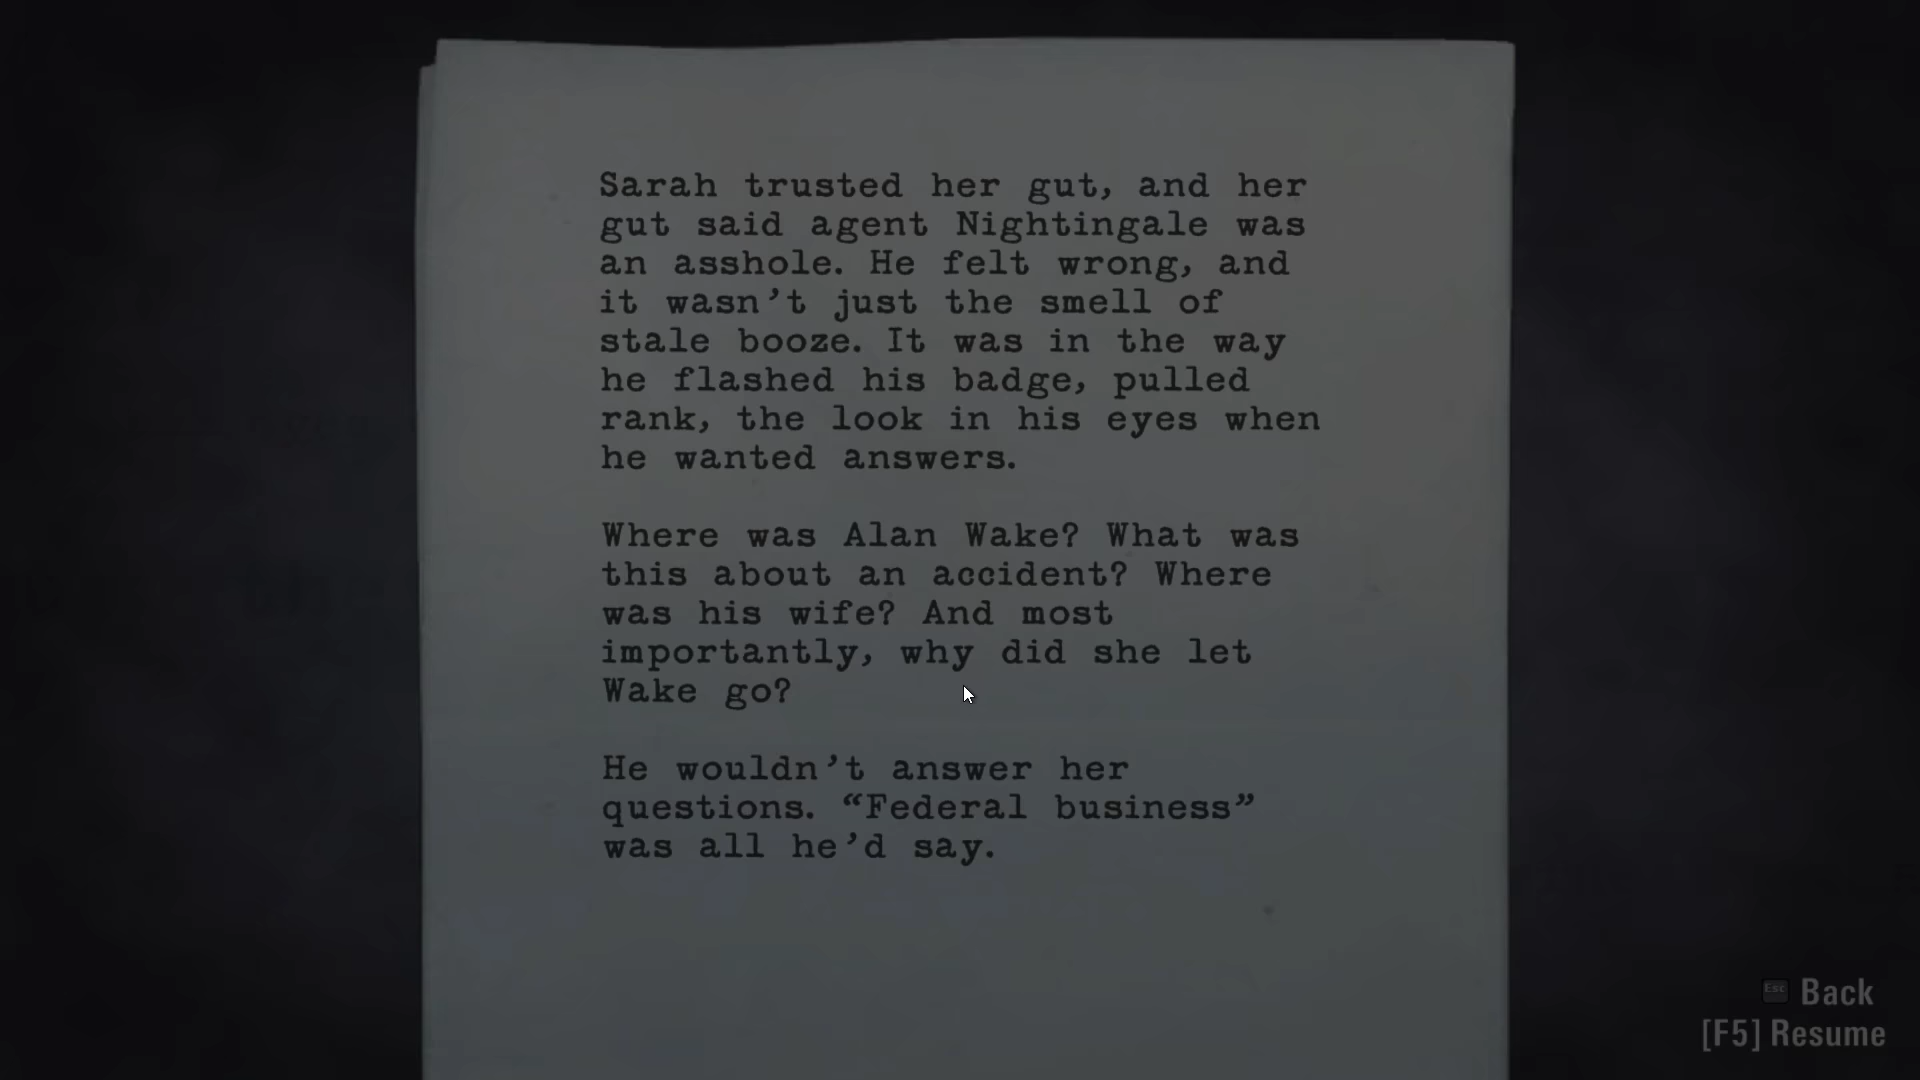 Sarah trusted her gut, and her
gut said agent Nightingale was
an asshole. He felt wrong, and
it wasn’t just the smell of
stale booze. It was in the way
he flashed his badge, pulled
rank, the look in his eyes when
he wanted answers.
Where was Alan Wake? What was
this about an accident? Where
was his wife? And most
importantly, why did she let
Wake go?
He wouldn’t answer her
questions. “Federal business”
was all he’d say.
Esc Back
[F5] Resume